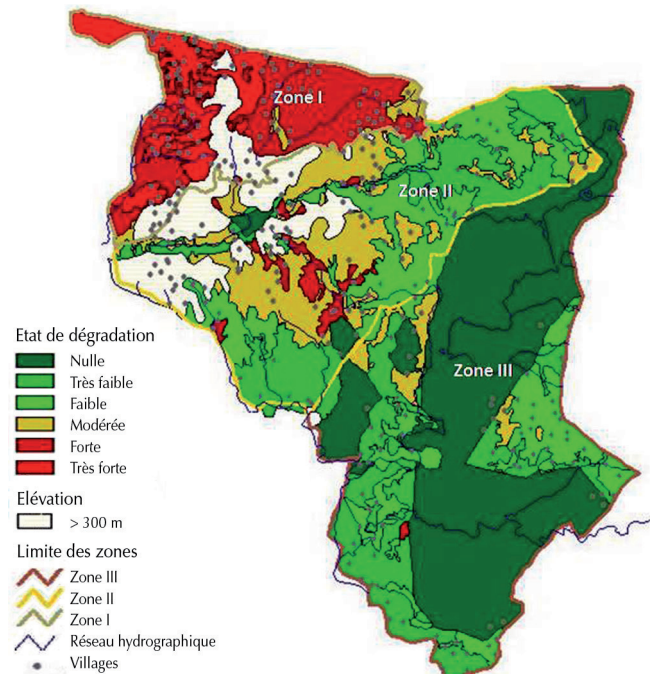 Zone I
Zone II
Zone III
Etat de dégradation
Nulle
Très faible
Faible
Modérée
Forte
Très forte
Elévation
> 300 m
Limite des zones
Zone III
Zone II
Zone I
Réseau hydrographique
Villages